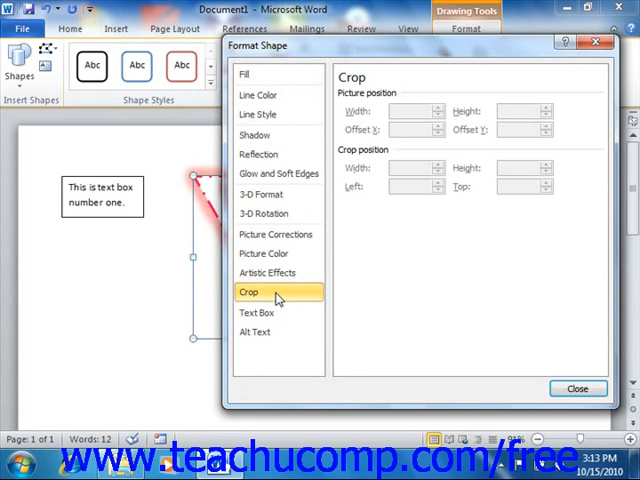 Document1 - Microsoft Word
Drawing Tools
File
Home
Insert
Page Layout
References
Mailings
Review
View
Format
Shapes
Abc
Abc
Abc
Insert Shapes
Shape Styles
This is text box
number one.
Format Shape
Fill
Line Color
Line Style
Shadow
Reflection
Glow and Soft Edges
3-D Format
3-D Rotation
Picture Corrections
Picture Color
Artistic Effects
Crop
Text Box
Alt Text
Crop
Picture position
Width:
Height:
Offset X:
Offset Y:
Crop position
Width:
Height:
Left:
Top:
Close
Page: 1 of 1
Words: 12
91%
www.teachucomp.com/free
3:13 PM
10/15/2010